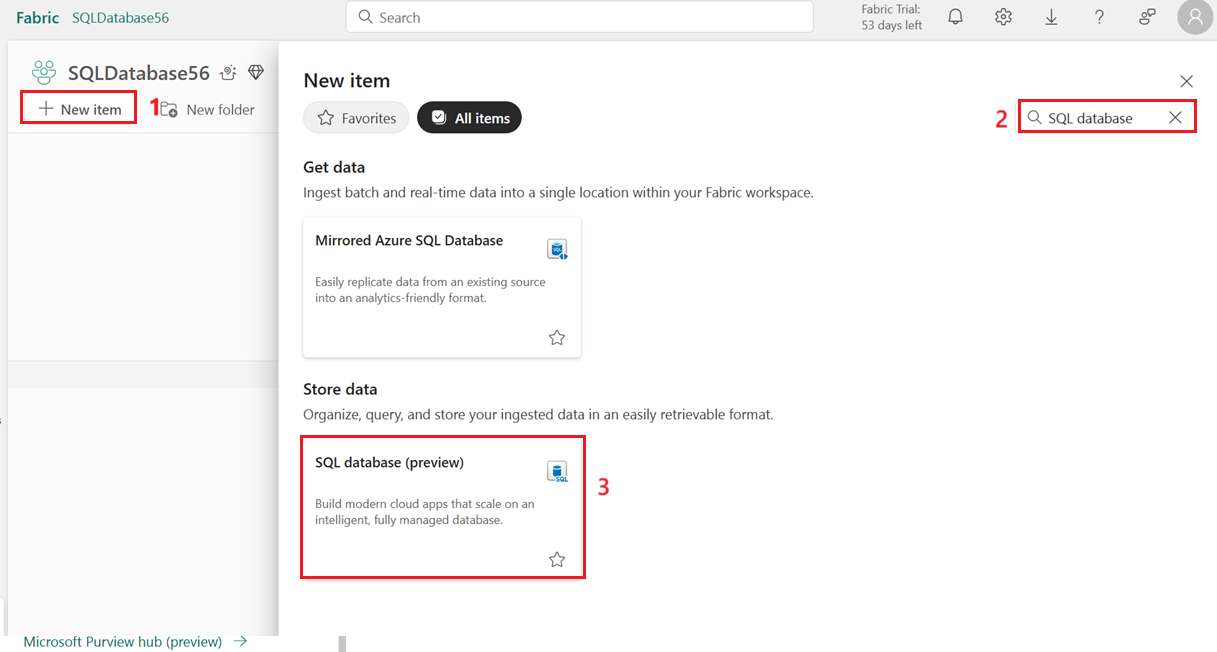 Fabric SQLDatabase56
Search
Fabric Trial:
53 days left
SQLDatabase56
New item
1
New folder
New item
Favorites
All items
2
SQL database
Get data
Ingest batch and real-time data into a single location within your Fabric workspace.
Mirrored Azure SQL Database
SQL
Easily replicate data from an existing source
into an analytics-friendly format.
Store data
Organize, query, and store your ingested data in an easily retrievable format.
SQL database (preview)
SQL
Build modern cloud apps that scale on an
intelligent, fully managed database.
3
Microsoft Purview hub (preview)